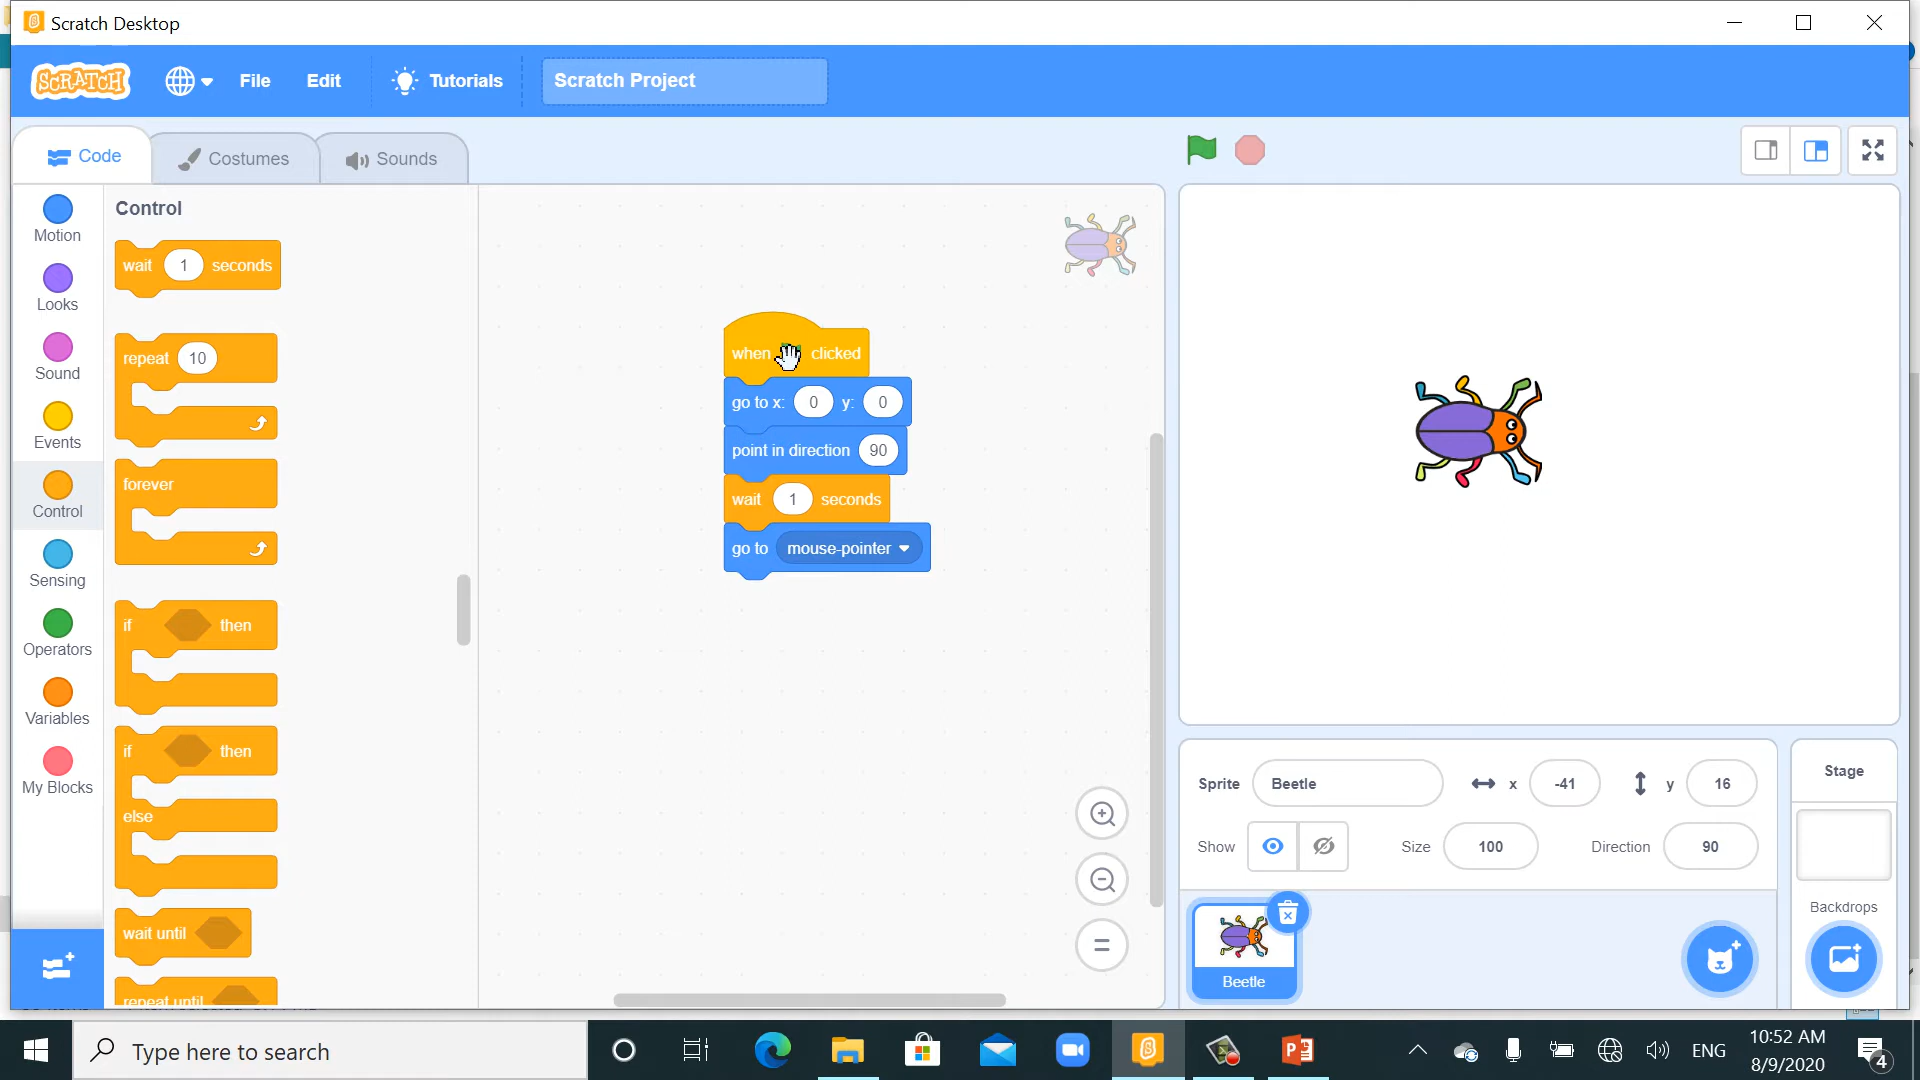 Scratch Desktop
SCRATCH File Edit Tutorials Scratch Project
Code Costumes Sounds
Motion
Looks
Sound
Events
Control
Sensing
Operators
Variables
My Blocks
Control
wait 1 seconds
repeat 10
forever
if then
if then
else
wait until
repeat until
when clicked
go to x: 0 y: 0
point in direction 90
wait 1 seconds
go to mouse-pointer
Sprite Beetle x -41 y 16
Show Size 100 Direction 90
Beetle
Stage
Backdrops
Type here to search
ENG
10:52 AM
8/9/2020
4